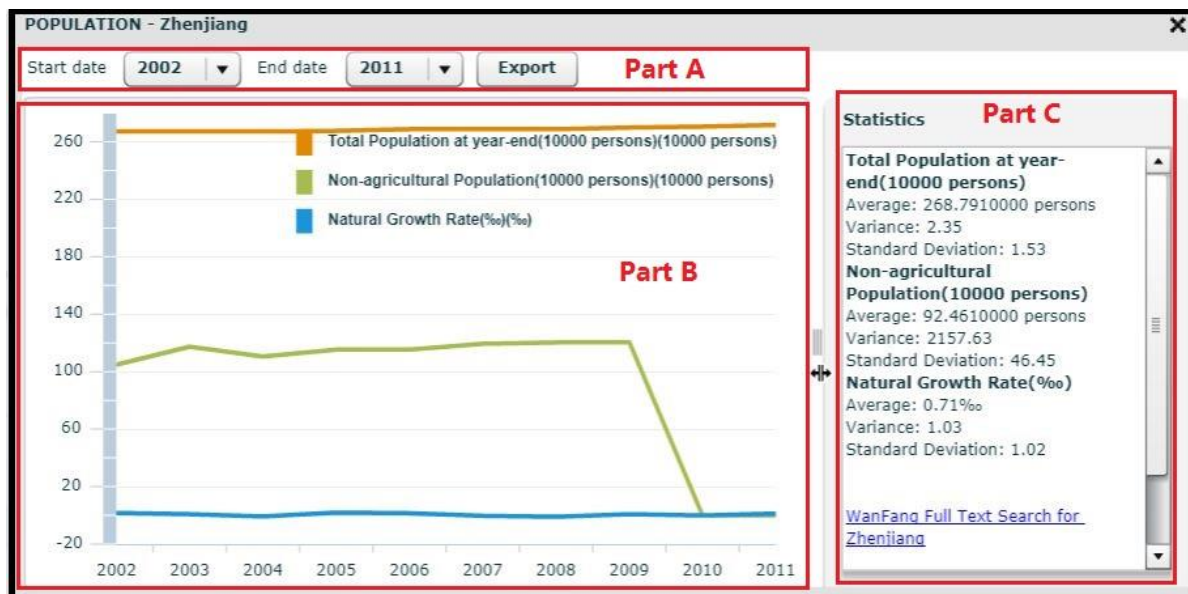 POPULATION - Zhenjiang
Start date 2002 End date 2011 Export Part A
260
220
180
140
100
60
20
-20
Total Population at year-end(10000 persons)(10000 persons)
Non-agricultural Population(10000 persons)(10000 persons)
Natural Growth Rate(‰)(‰)
Part B
2002 2003 2004 2005 2006 2007 2008 2009 2010 2011
Statistics Part C
Total Population at year-
end(10000 persons)
Average: 268.7910000 persons
Variance: 2.35
Standard Deviation: 1.53
Non-agricultural
Population(10000 persons)
Average: 92.4610000 persons
Variance: 2157.63
Standard Deviation: 46.45
Natural Growth Rate(‰)
Average: 0.71‰
Variance: 1.03
Standard Deviation: 1.02
WanFang Full Text Search for
Zhenjiang